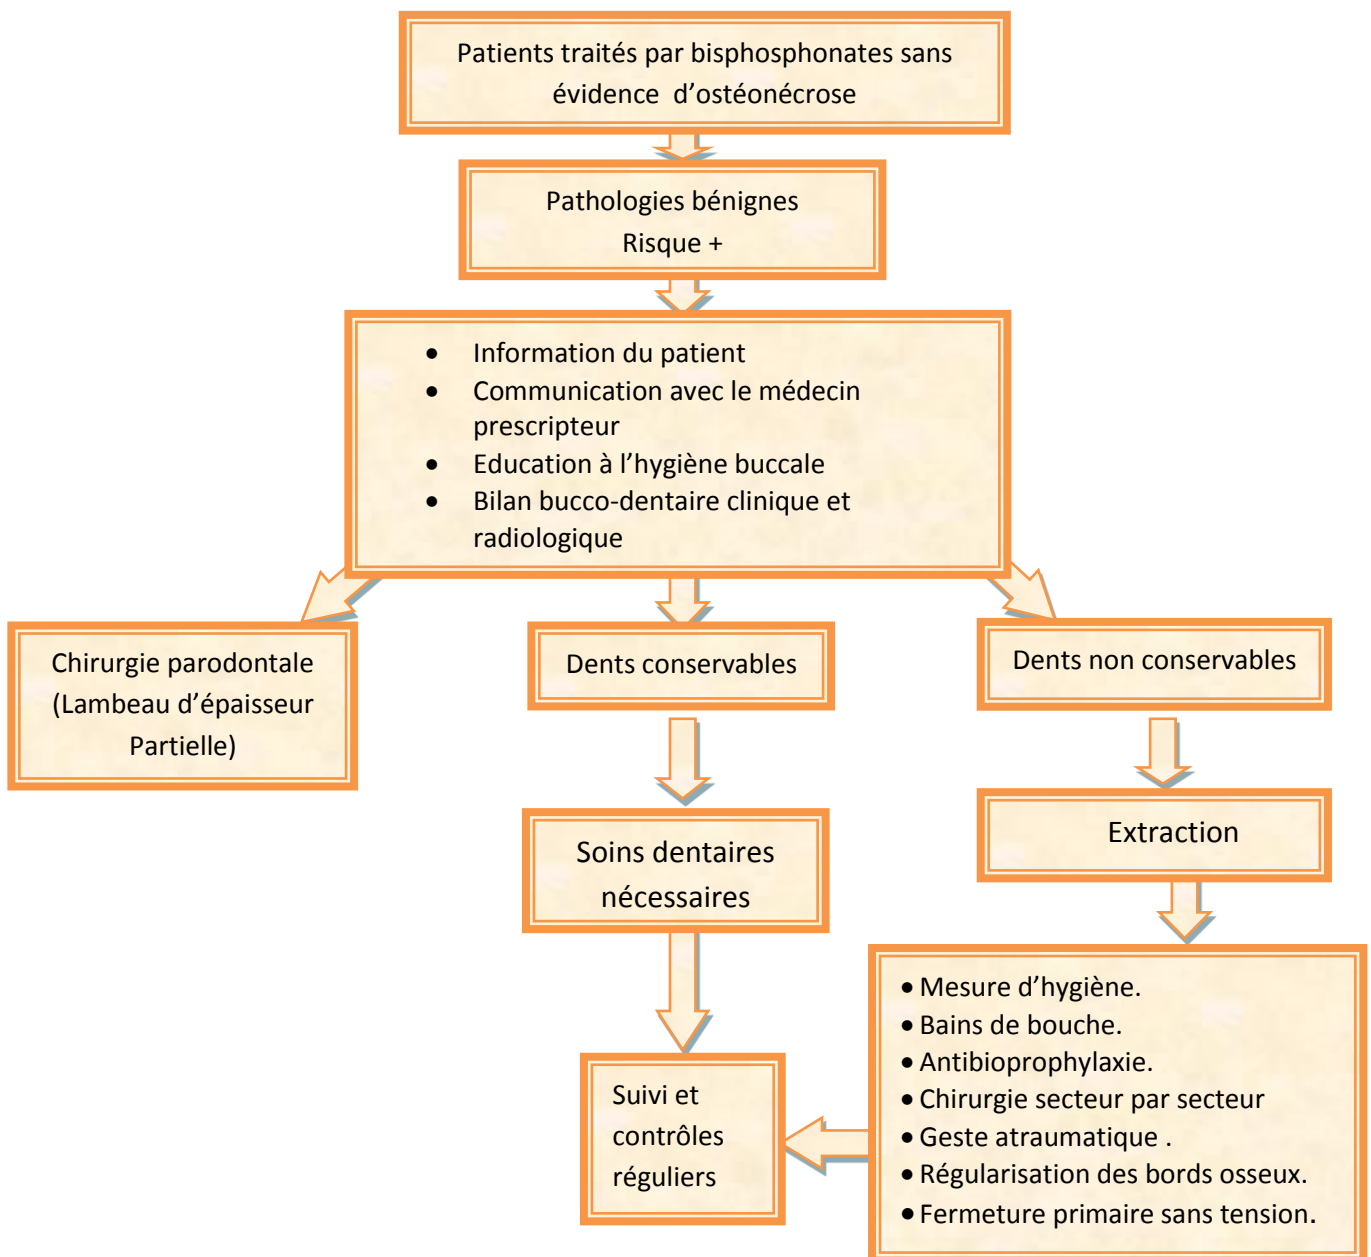 Patients traités par bisphosphonates sans
évidence d’ostéonécrose
Pathologies bénignes
Risque +
• Information du patient
• Communication avec le médecin
prescripteur
• Education à l’hygiène buccale
• Bilan bucco-dentaire clinique et
radiologique
Chirurgie parodontale
(Lambeau d’épaisseur
Partielle)
Dents conservables
Dents non conservables
Soins dentaires
nécessaires
Extraction
Suivi et
contrôles
réguliers
• Mesure d’hygiène.
• Bains de bouche.
• Antibioprophylaxie.
• Chirurgie secteur par secteur
• Geste atraumatique .
• Régularisation des bords osseux.
• Fermeture primaire sans tension.